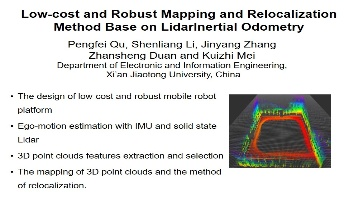 Low-cost and Robust Mapping and Relocalization
Method Base on LidarInertial Odometry
Pengfei Qu, Shenliang Li, Jinyang Zhang
Zhansheng Duan and Kuizhi Mei
Department of Electronic and Information Engineering,
Xi'an Jiaotong University, China
• The design of low cost and robust mobile robot
platform
• Ego-motion estimation with IMU and solid state
Lidar
• 3D point clouds features extraction and selection
• The mapping of 3D point clouds and the method
of relocalization.